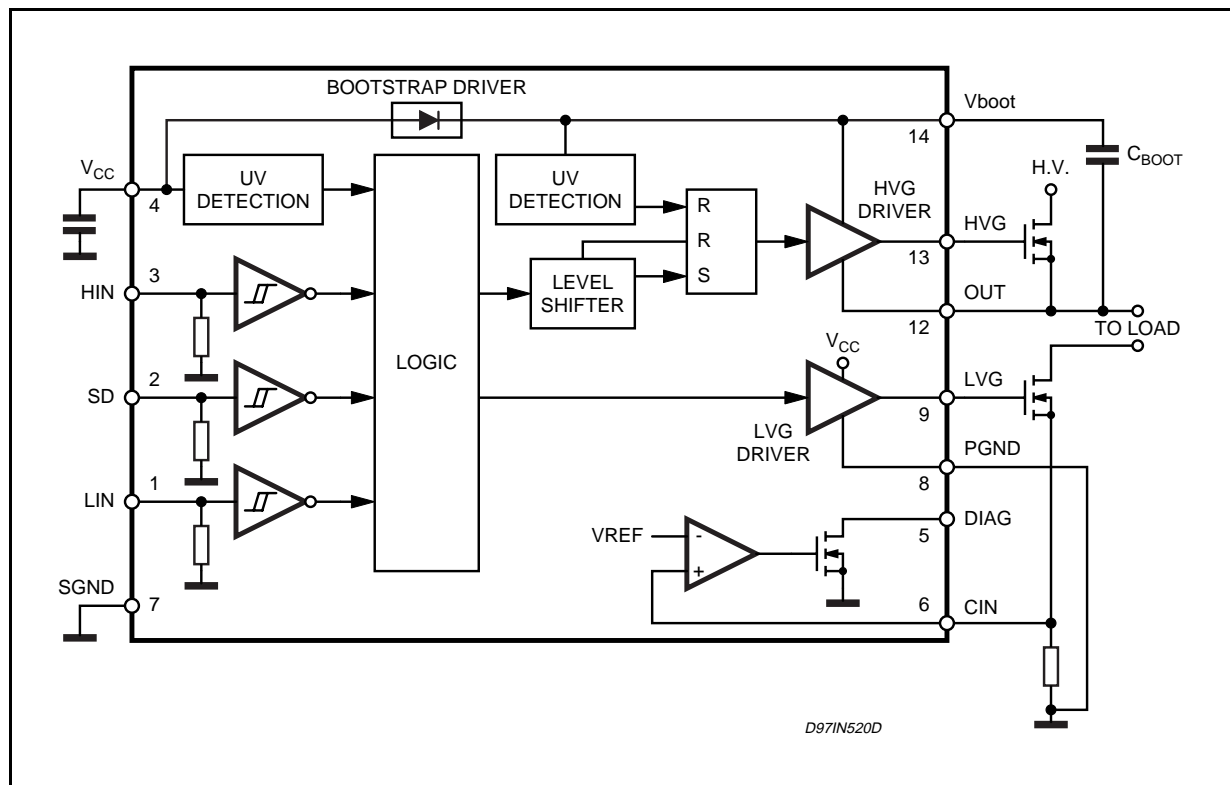 BOOTSTRAP DRIVER
Vboot
14
C_BOOT
V_CC
4
UV
DETECTION
UV
DETECTION
HVG
DRIVER
H.V.
R
R
S
HVG
13
HIN
3
LEVEL
SHIFTER
OUT
12
TO LOAD
LOGIC
V_CC
SD
2
LVG
9
LVG
DRIVER
PGND
8
LIN
1
VREF
-
+
DIAG
5
SGND
7
6
CIN
D97IN520D